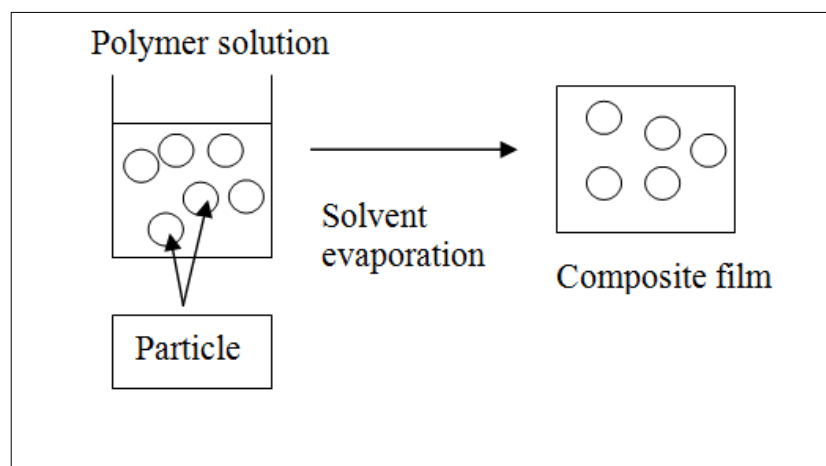 Polymer solution
Solvent
evaporation
Composite film
Particle